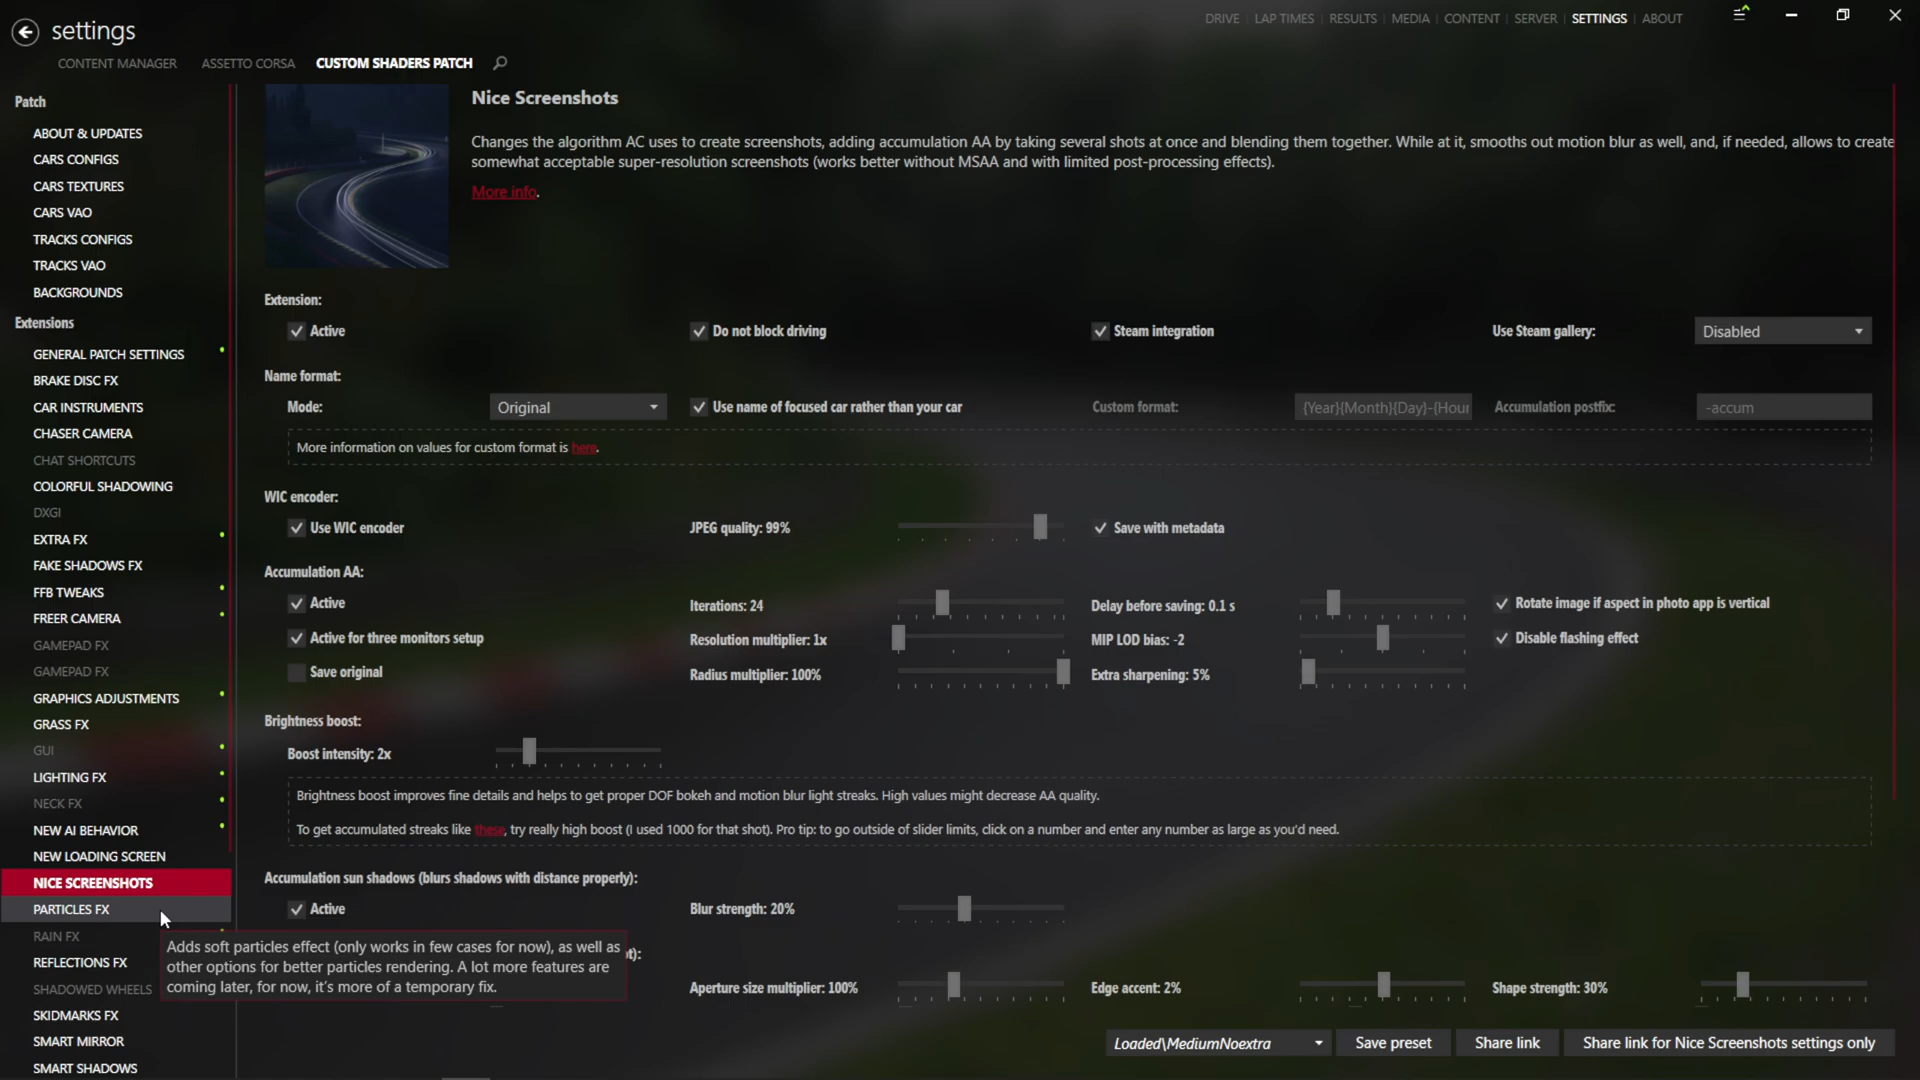 settings
DRIVE
LAP TIMES
RESULTS
MEDIA
CONTENT
SERVER
SETTINGS
ABOUT
CONTENT MANAGER
ASSETTO CORSA
CUSTOM SHADERS PATCH
Patch
ABOUT & UPDATES
CARS CONFIGS
CARS TEXTURES
CARS VAO
TRACKS CONFIGS
TRACKS VAO
BACKGROUNDS
Extensions
GENERAL PATCH SETTINGS
BRAKE DISC FX
CAR INSTRUMENTS
CHASER CAMERA
CHAT SHORTCUTS
COLORFUL SHADOWING
DXGI
EXTRA FX
FAKE SHADOWS FX
FFB TWEAKS
FREER CAMERA
GAMEPAD FX
GAMEPAD FX
GRAPHICS ADJUSTMENTS
GRASS FX
GUI
LIGHTING FX
NECK FX
NEW AI BEHAVIOR
NEW LOADING SCREEN
NICE SCREENSHOTS
PARTICLES FX
RAIN FX
REFLECTIONS FX
SHADOWED WHEELS
SKIDMARKS FX
SMART MIRROR
SMART SHADOWS
Adds soft particles effect (only works in few cases for now), as well as
other options for better particles rendering. A lot more features are
coming later, for now, it's more of a temporary fix.
Nice Screenshots
Changes the algorithm AC uses to create screenshots, adding accumulation AA by taking several shots at once and blending them together. While at it, smooths out motion blur as well, and, if needed, allows to create
somewhat acceptable super-resolution screenshots (works better without MSAA and with limited post-processing effects).
More info.
Extension:
Active
Do not block driving
Steam integration
Use Steam gallery:
Disabled
Name format:
Mode:
Original
Use name of focused car rather than your car
Custom format:
{Year}{Month}{Day}-{Hour
Accumulation postfix:
-accum
More information on values for custom format is here.
WIC encoder:
Use WIC encoder
JPEG quality: 99%
Save with metadata
Accumulation AA:
Active
Iterations: 24
Delay before saving: 0.1 s
Rotate image if aspect in photo app is vertical
Active for three monitors setup
Resolution multiplier: 1x
MIP LOD bias: -2
Disable flashing effect
Save original
Radius multiplier: 100%
Extra sharpening: 5%
Brightness boost:
Boost intensity: 2x
Brightness boost improves fine details and helps to get proper DOF bokeh and motion blur light streaks. High values might decrease AA quality.
To get accumulated streaks like these, try really high boost (I used 1000 for that shot). Pro tip: to go outside of slider limits, click on a number and enter any number as large as you'd need.
Accumulation sun shadows (blurs shadows with distance properly):
Active
Blur strength: 20%
Aperture size multiplier: 100%
Edge accent: 2%
Shape strength: 30%
Loaded\MediumNoextra
Save preset
Share link
Share link for Nice Screenshots settings only